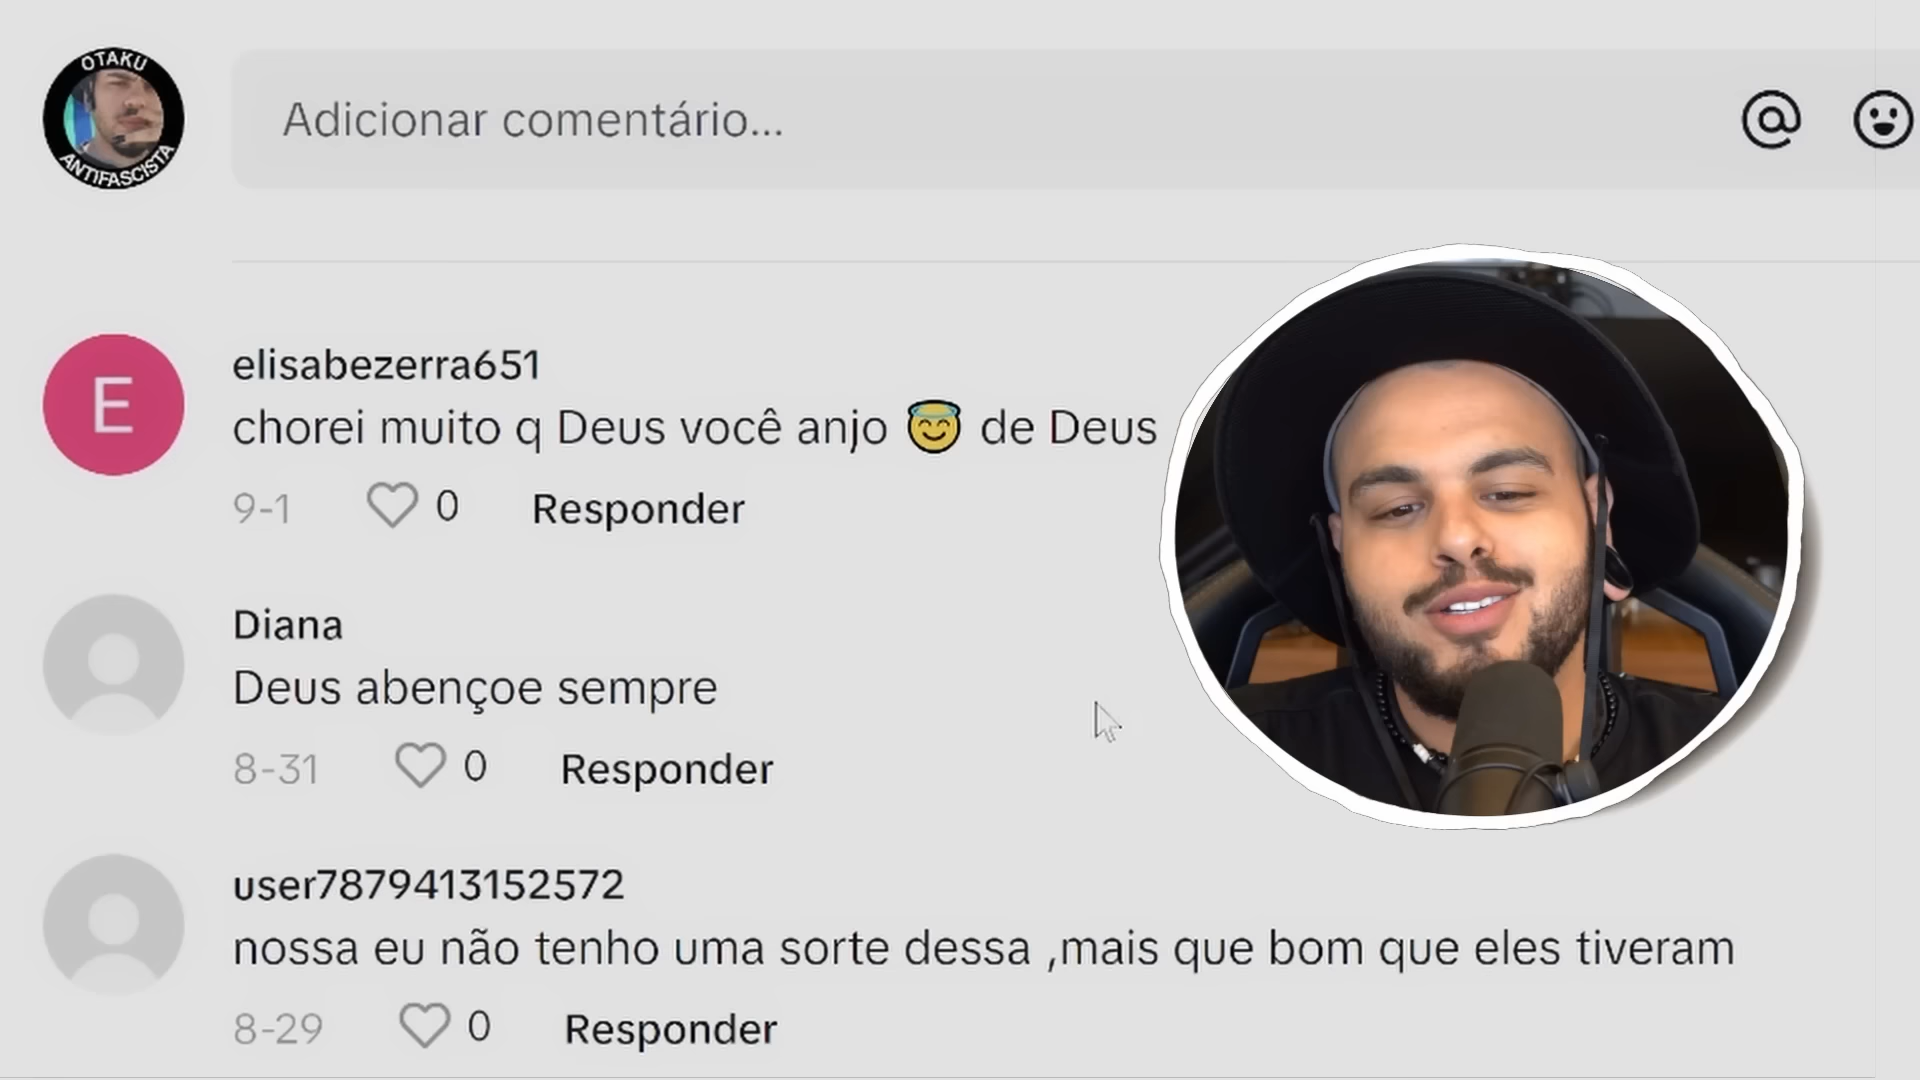 OTAKU
ANTIFASCISTA
Adicionar comentário...
E
elisabezerra651
chorei muito q Deus você anjo 😇 de Deus
9-1 0 Responder
Diana
Deus abençoe sempre
8-31 0 Responder
user7879413152572
nossa eu não tenho uma sorte dessa ,mais que bom que eles tiveram
8-29 0 Responder